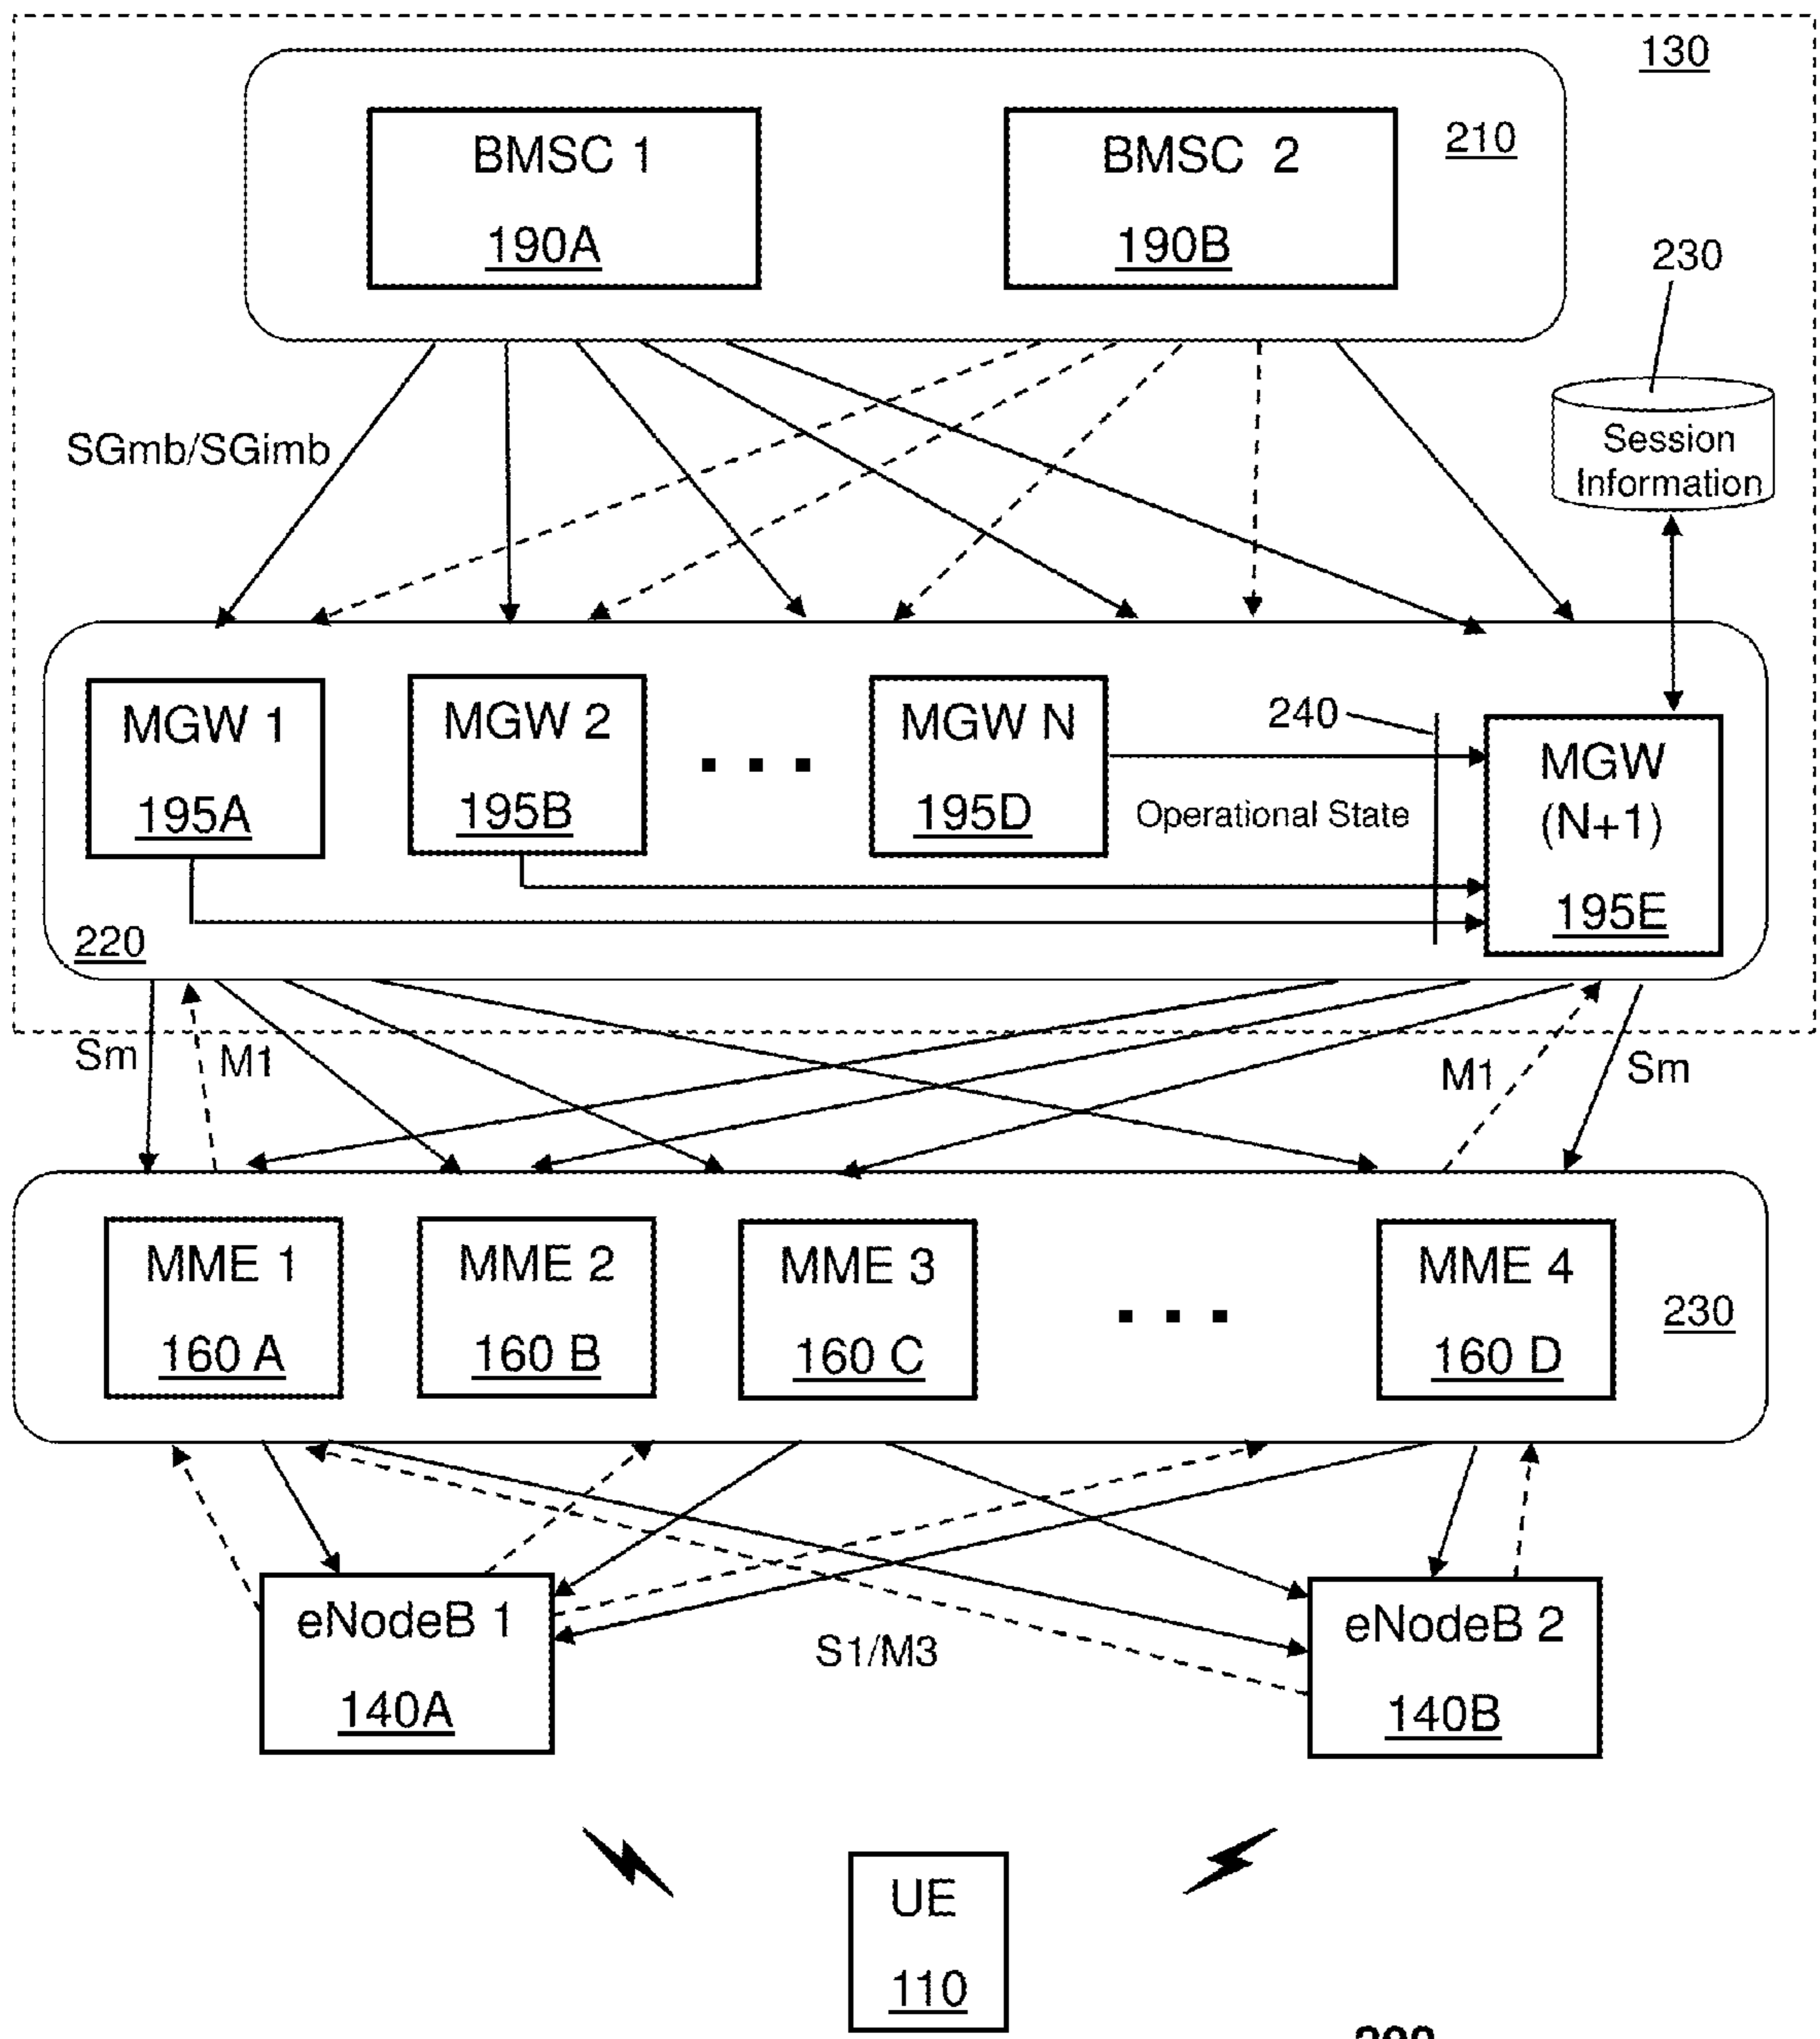 130
BMSC 1
190A
BMSC 2
190B
210
230
SGmb/SGimb
Session
Information
MGW 1
195A
MGW 2
195B
MGW N
195D
240
Operational State
MGW
(N+1)
195E
220
Sm
M1
M1
Sm
MME 1
160 A
MME 2
160 B
MME 3
160 C
MME 4
160 D
230
eNodeB 1
140A
S1/M3
eNodeB 2
140B
UE
110